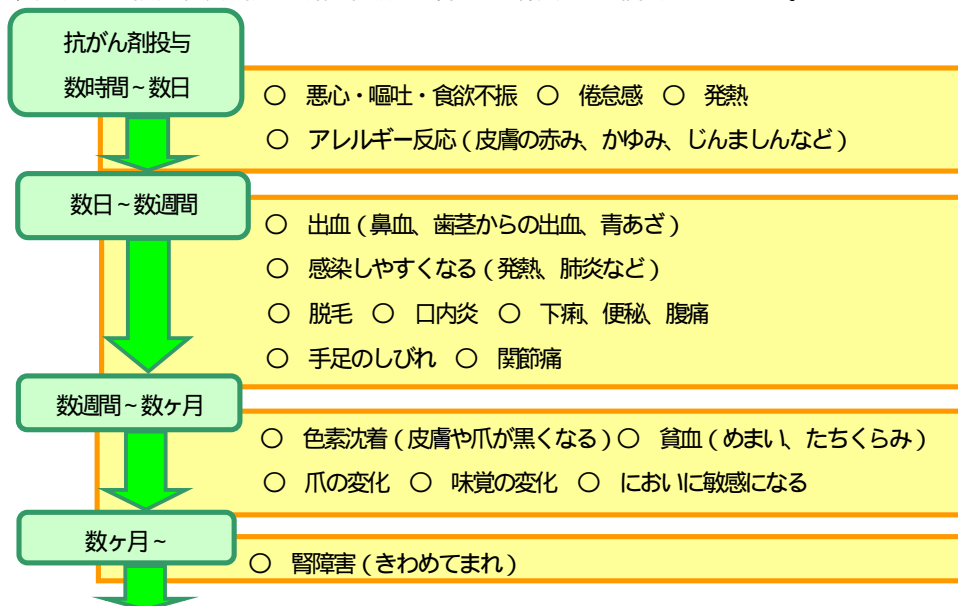 抗がん剤投与
数時間~数日
○ 悪心・嘔吐・食欲不振 ○ 倦怠感 ○ 発熱
○ アレルギー反応(皮膚の赤み、かゆみ、じんましんなど)
数日~数週間
○ 出血(鼻血、歯茎からの出血、青あざ)
○ 感染しやすくなる(発熱、肺炎など)
○ 脱毛 ○ 口内炎 ○ 下痢、便秘、腹痛
○ 手足のしびれ ○ 関節痛
数週間~数ヶ月
○ 色素沈着(皮膚や爪が黒くなる)○ 貧血(めまい、たちくらみ)
○ 爪の変化 ○ 味覚の変化 ○ においに敏感になる
数ヶ月~
○ 腎障害(きわめてまれ)